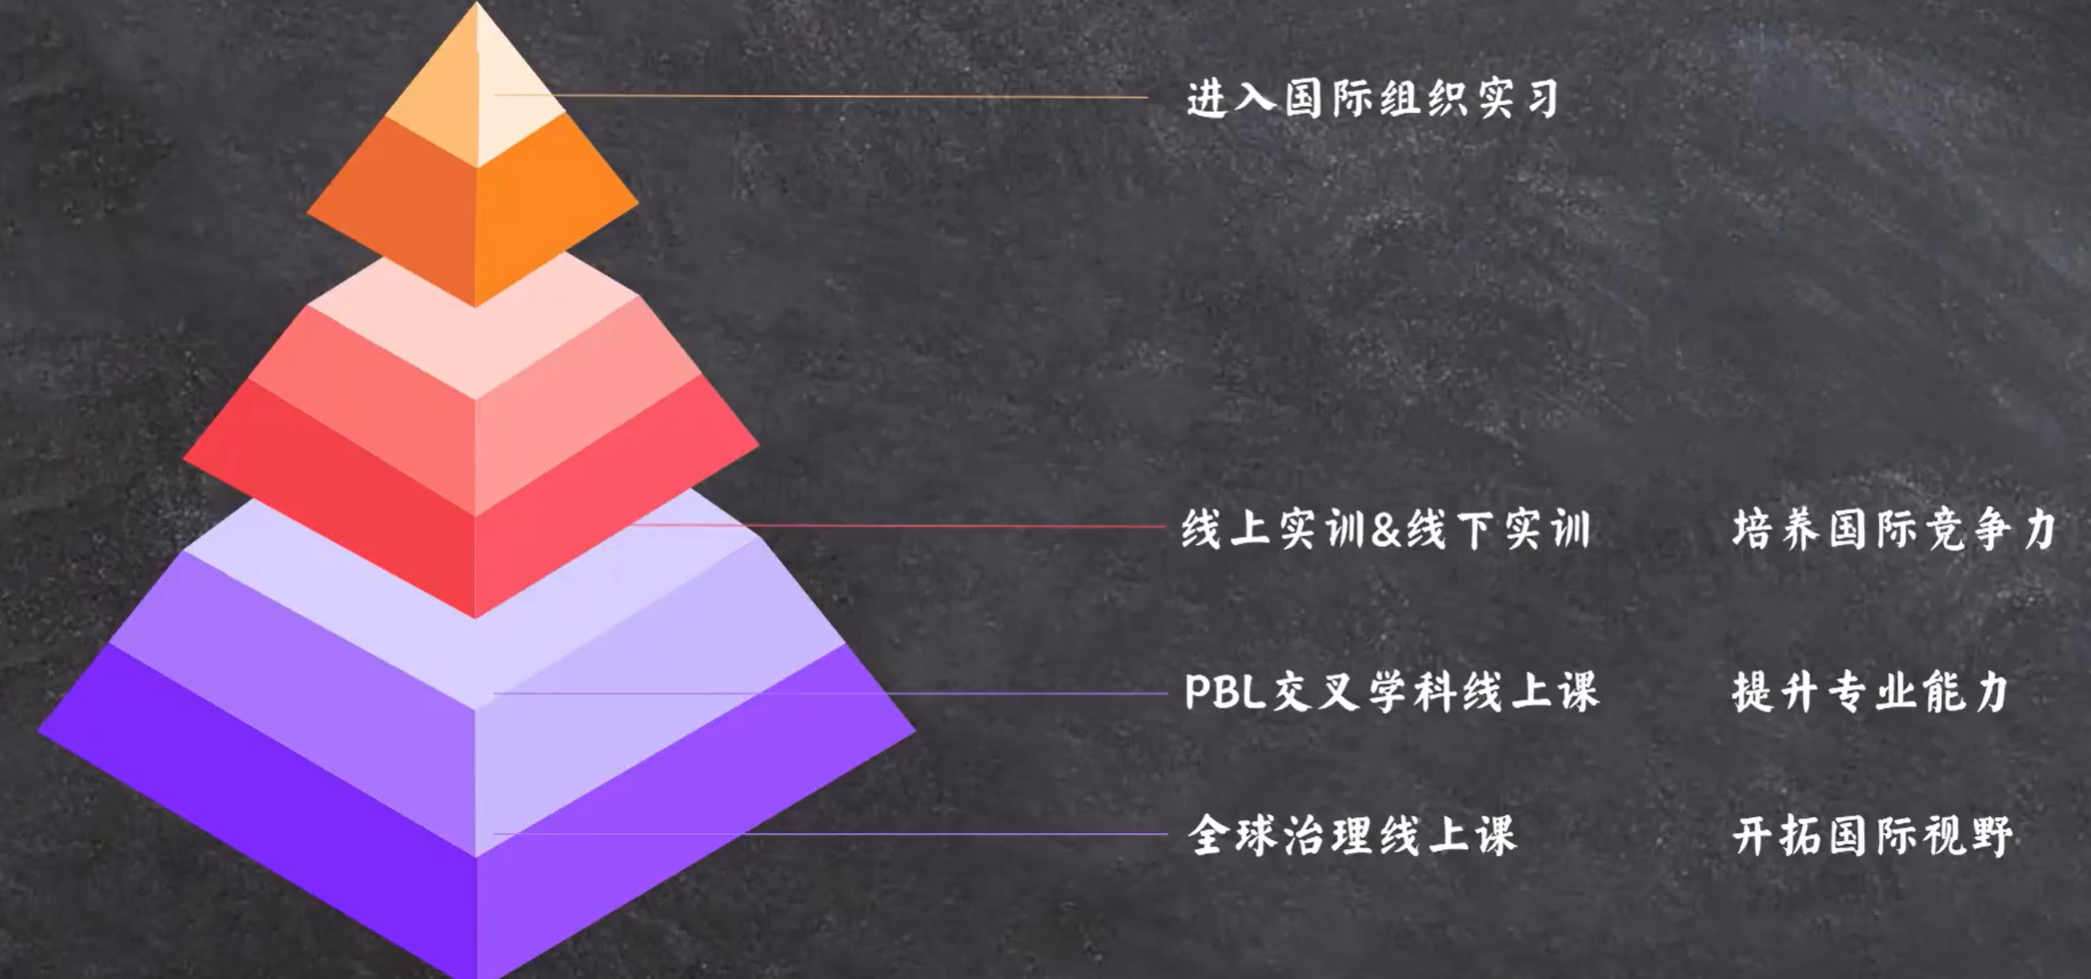 进入国际组织实习
线上实训&线下实训 培养国际竞争力
PBL交叉学科线上课 提升专业能力
全球治理线上课 开拓国际视野